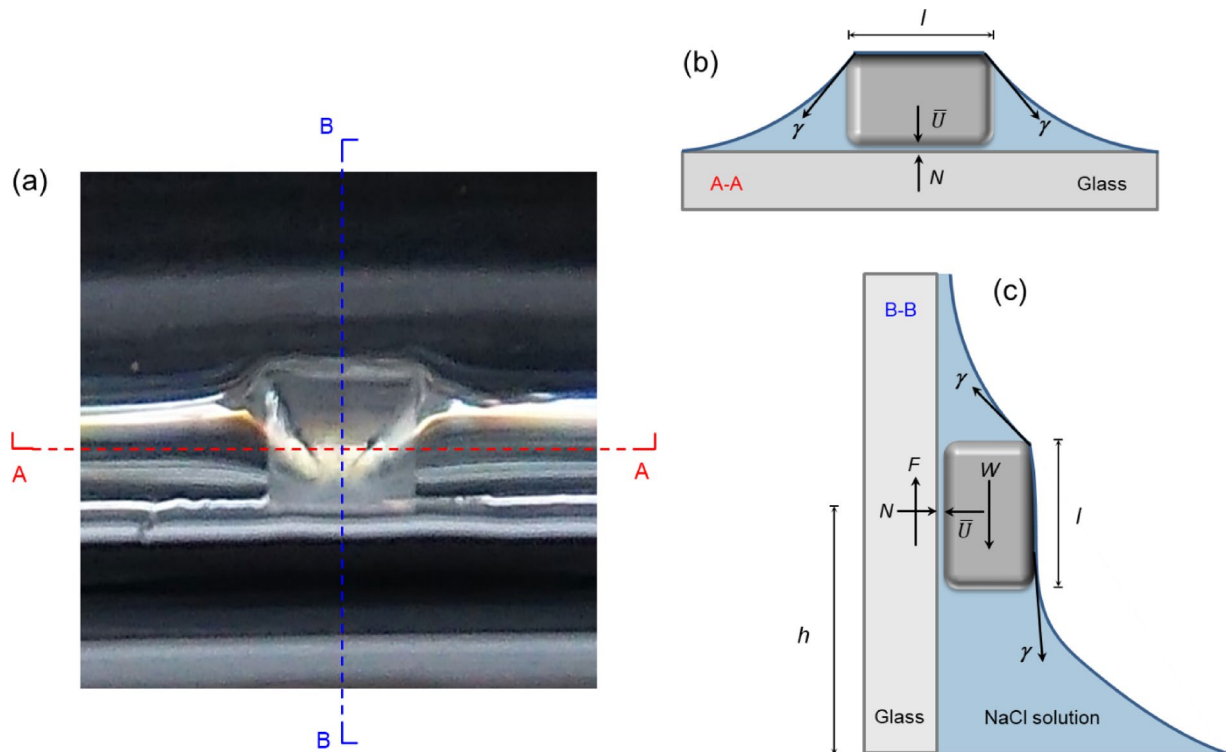 (a)
B
A
A
B
(b)
l
γ
γ
U̅
N
A-A
Glass
(c)
B-B
γ
F
W
N
U̅
l
h
γ
Glass
NaCl solution